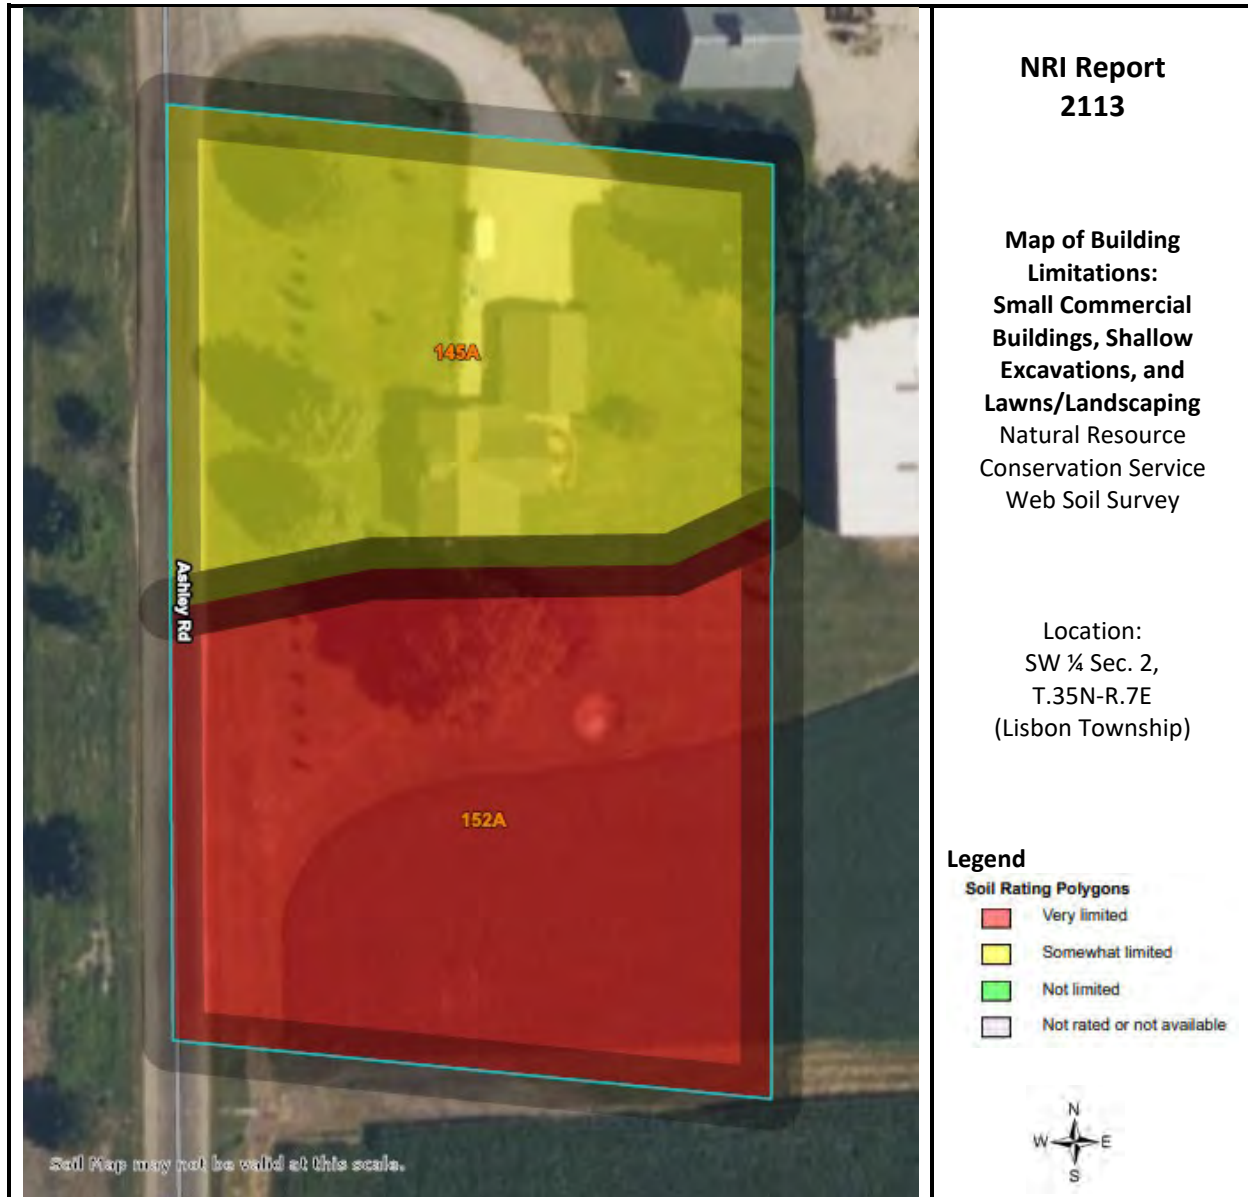 NRI Report
2113
Map of Building
Limitations:
Small Commercial
Buildings, Shallow
Excavations, and
Lawns/Landscaping
Natural Resource
Conservation Service
Web Soil Survey
Location:
SW ¼ Sec. 2,
T.35N-R.7E
(Lisbon Township)
Legend
Soil Rating Polygons
Very limited
Somewhat limited
Not limited
Not rated or not available
N
W E
S
145A
Ashley Rd
152A
Soil Map may not be valid at this scale.